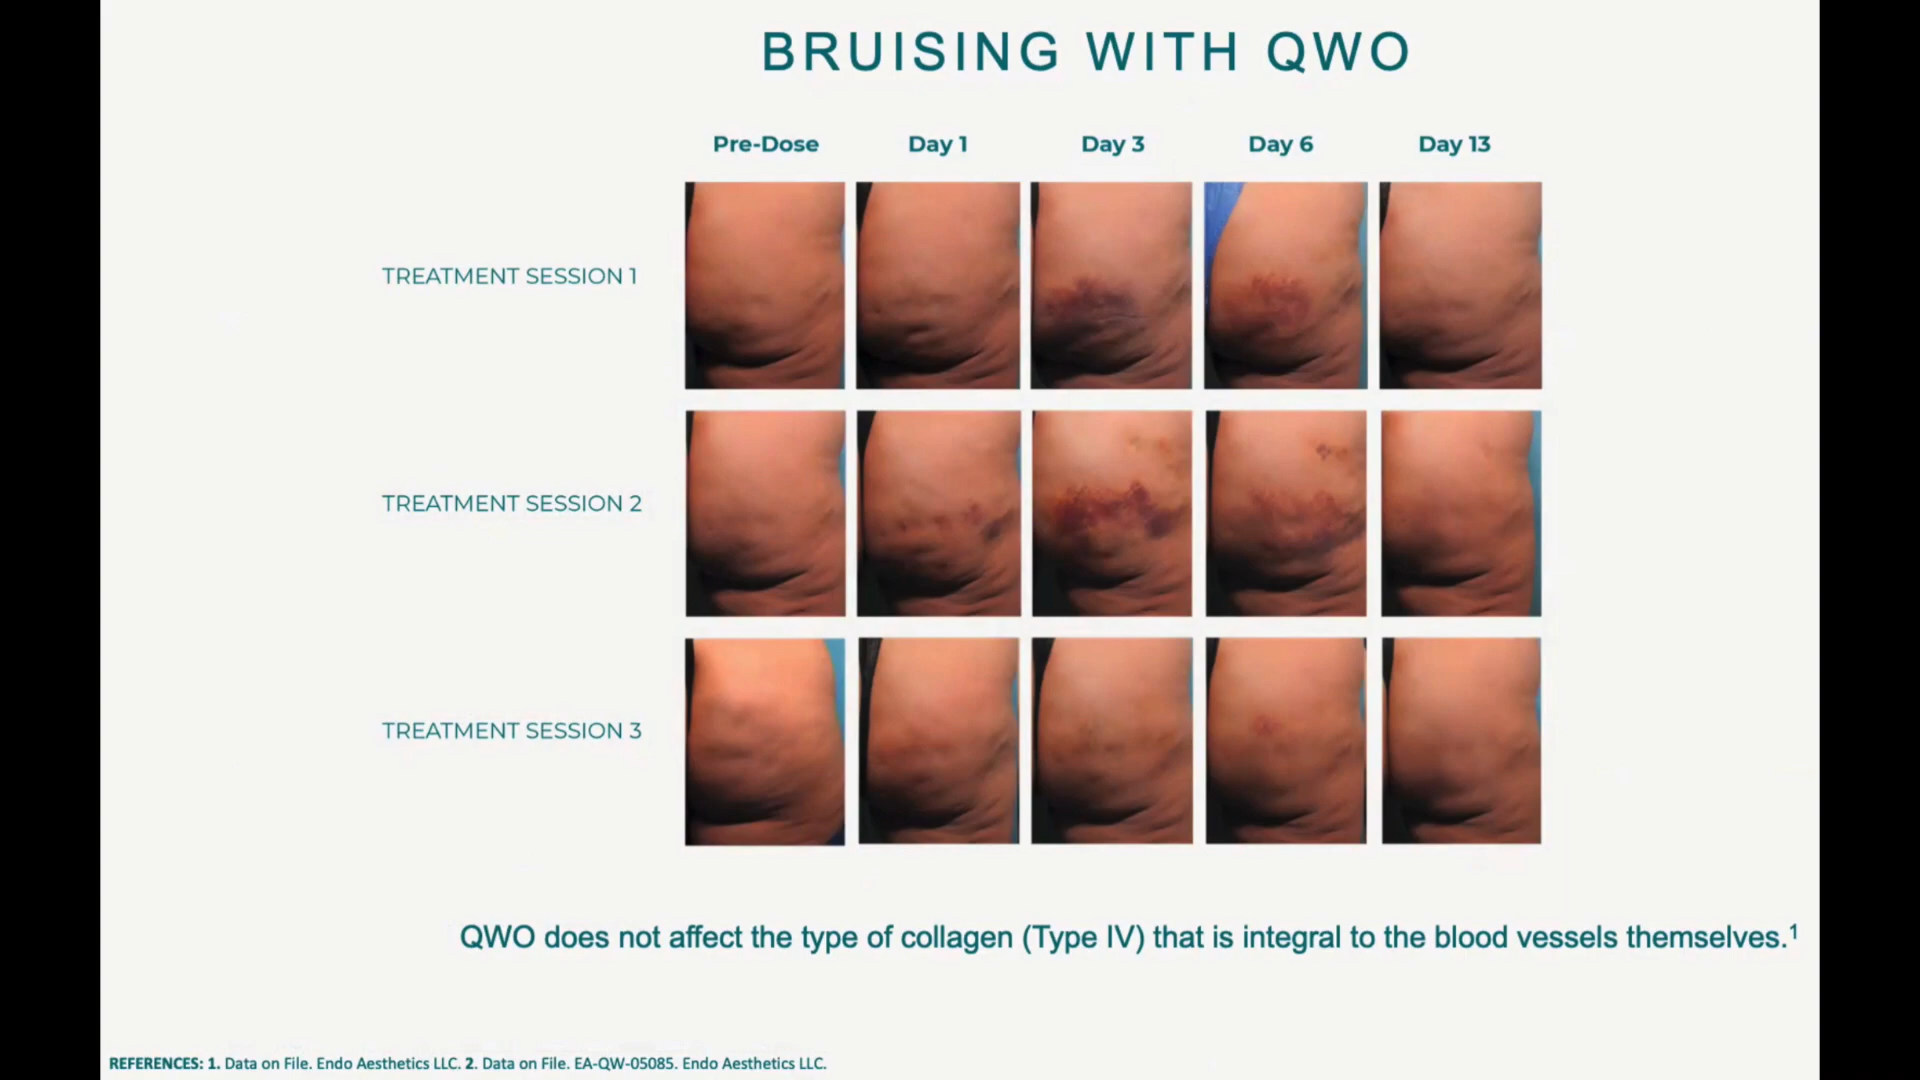 BRUISING WITH QWO
Pre-Dose Day 1 Day 3 Day 6 Day 13
TREATMENT SESSION 1
TREATMENT SESSION 2
TREATMENT SESSION 3
QWO does not affect the type of collagen (Type IV) that is integral to the blood vessels themselves.¹
REFERENCES: 1. Data on File. Endo Aesthetics LLC. 2. Data on File. EA-QW-05085. Endo Aesthetics LLC.